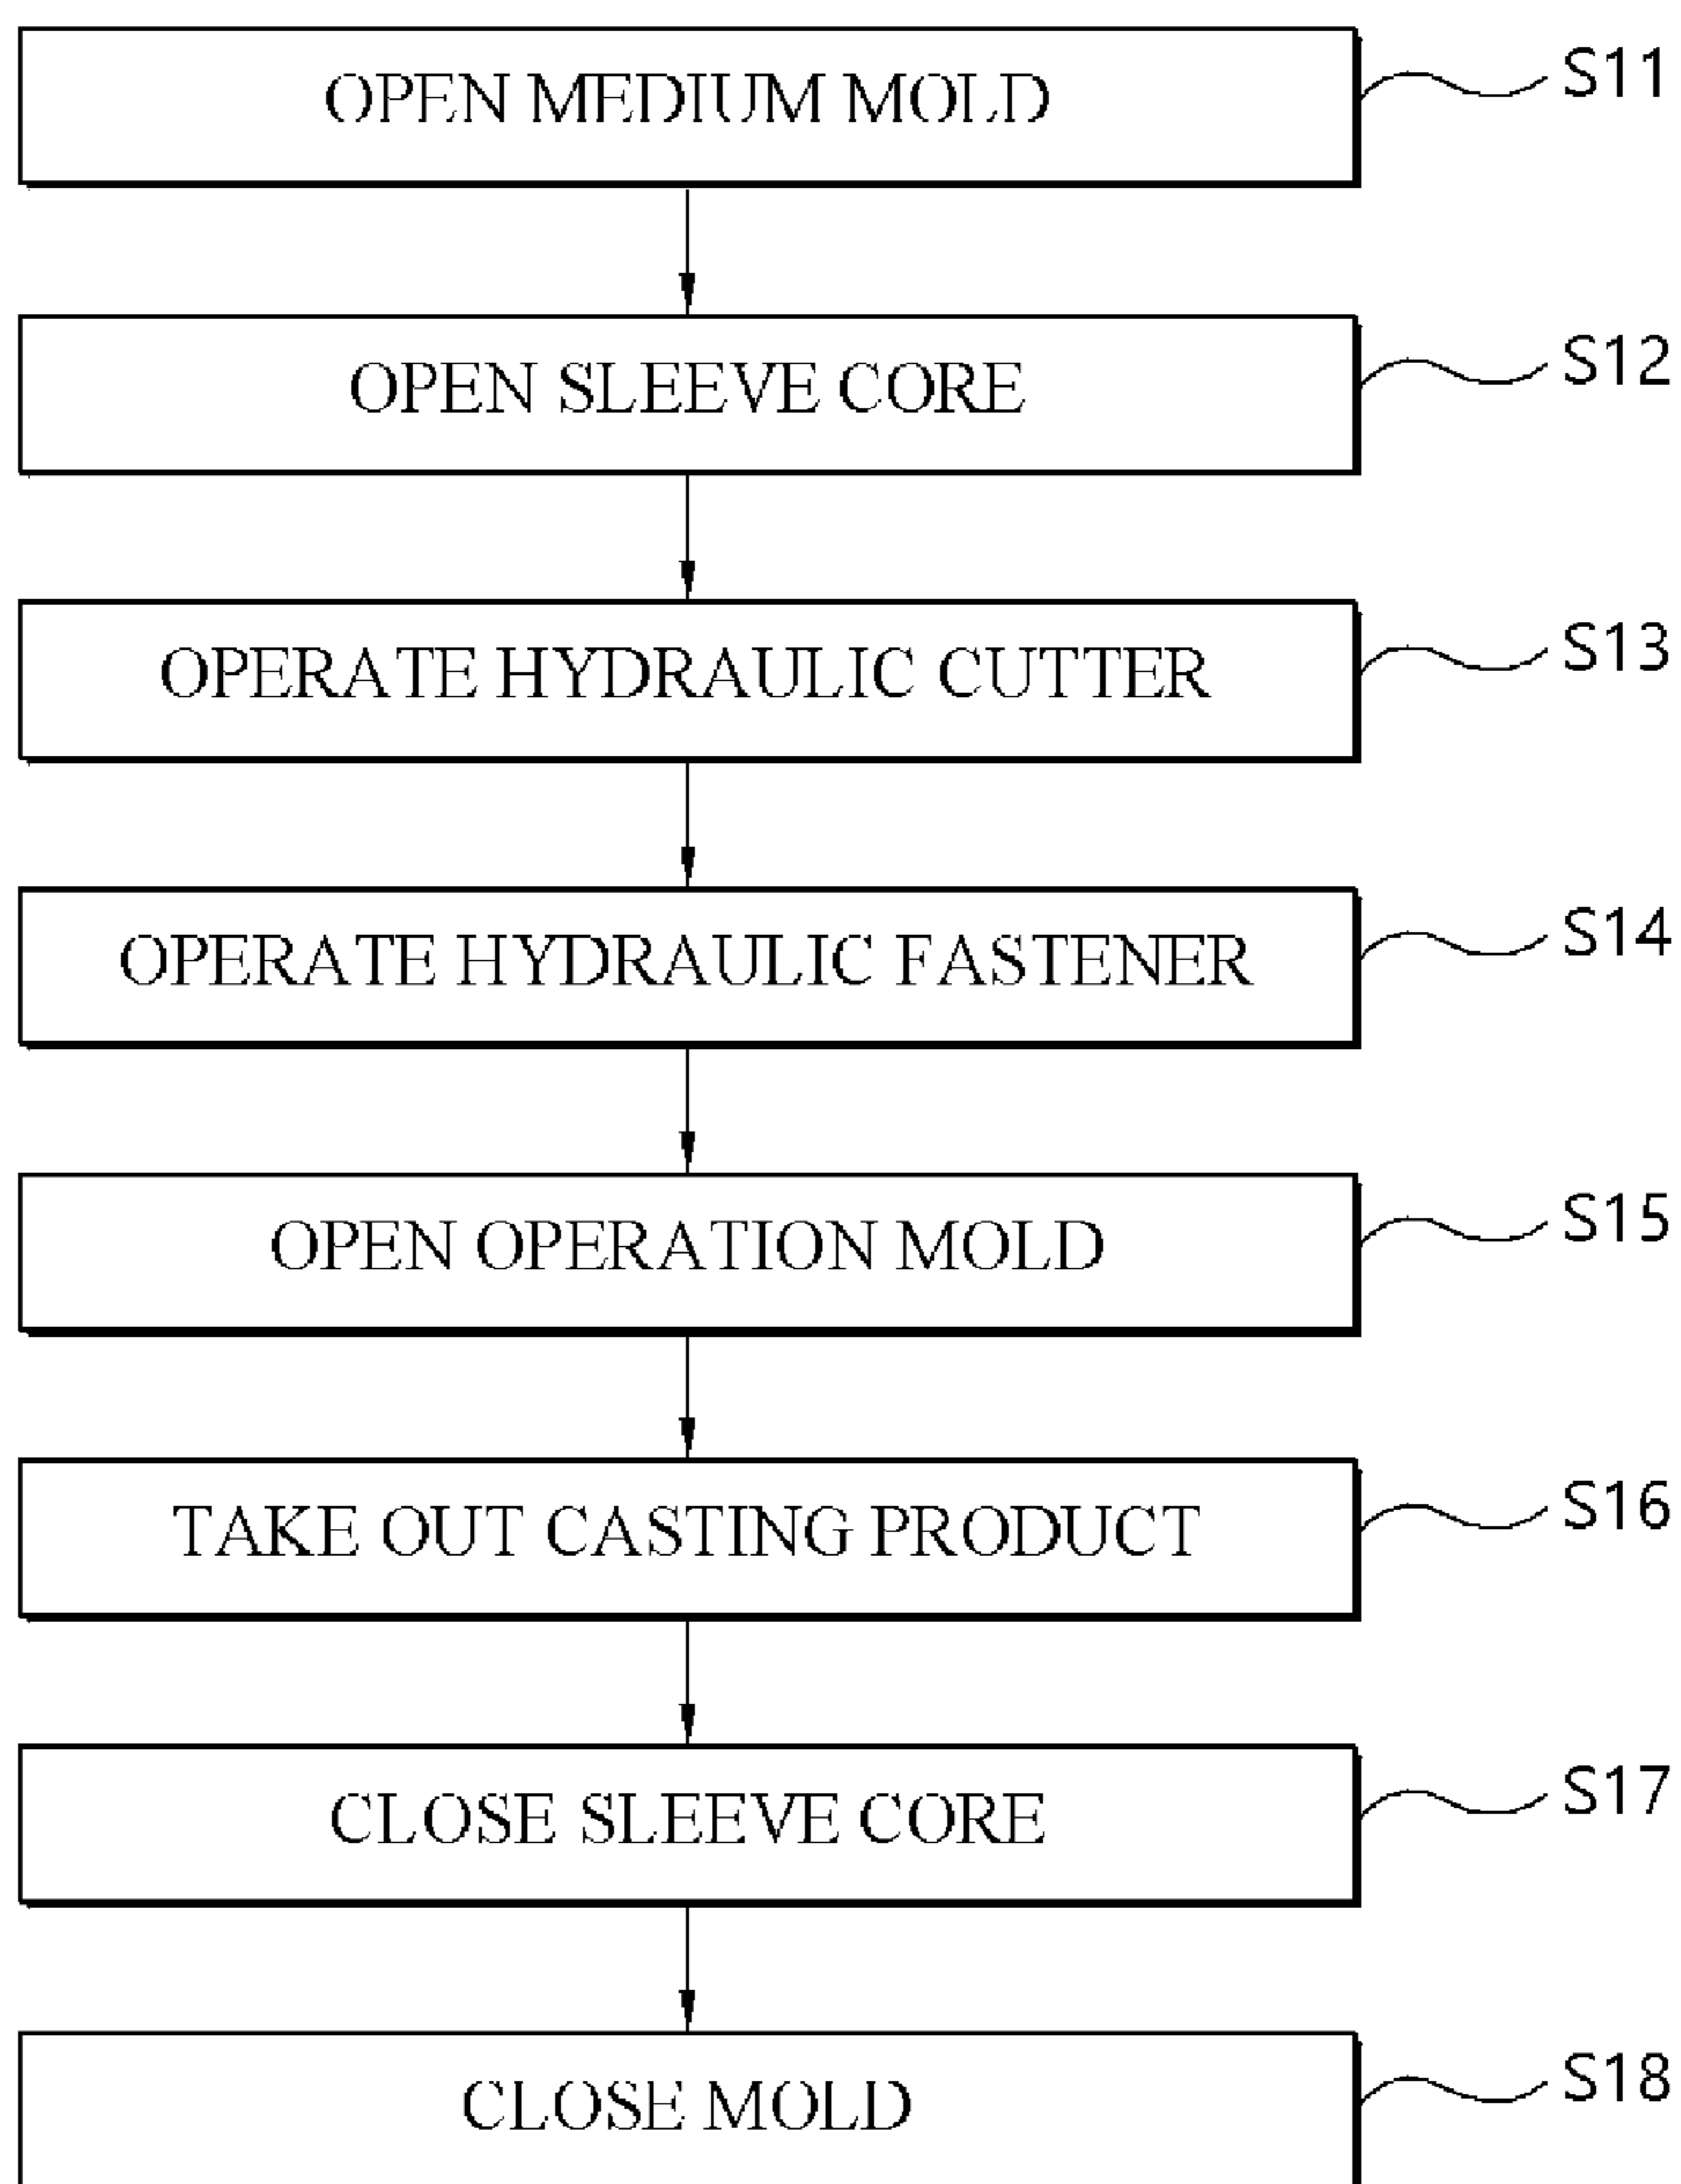 OPEN MEDIUM MOLD S11
OPEN SLEEVE CORE S12
OPERATE HYDRAULIC CUTTER S13
OPERATE HYDRAULIC FASTENER S14
OPEN OPERATION MOLD S15
TAKE OUT CASTING PRODUCT S16
CLOSE SLEEVE CORE S17
CLOSE MOLD S18